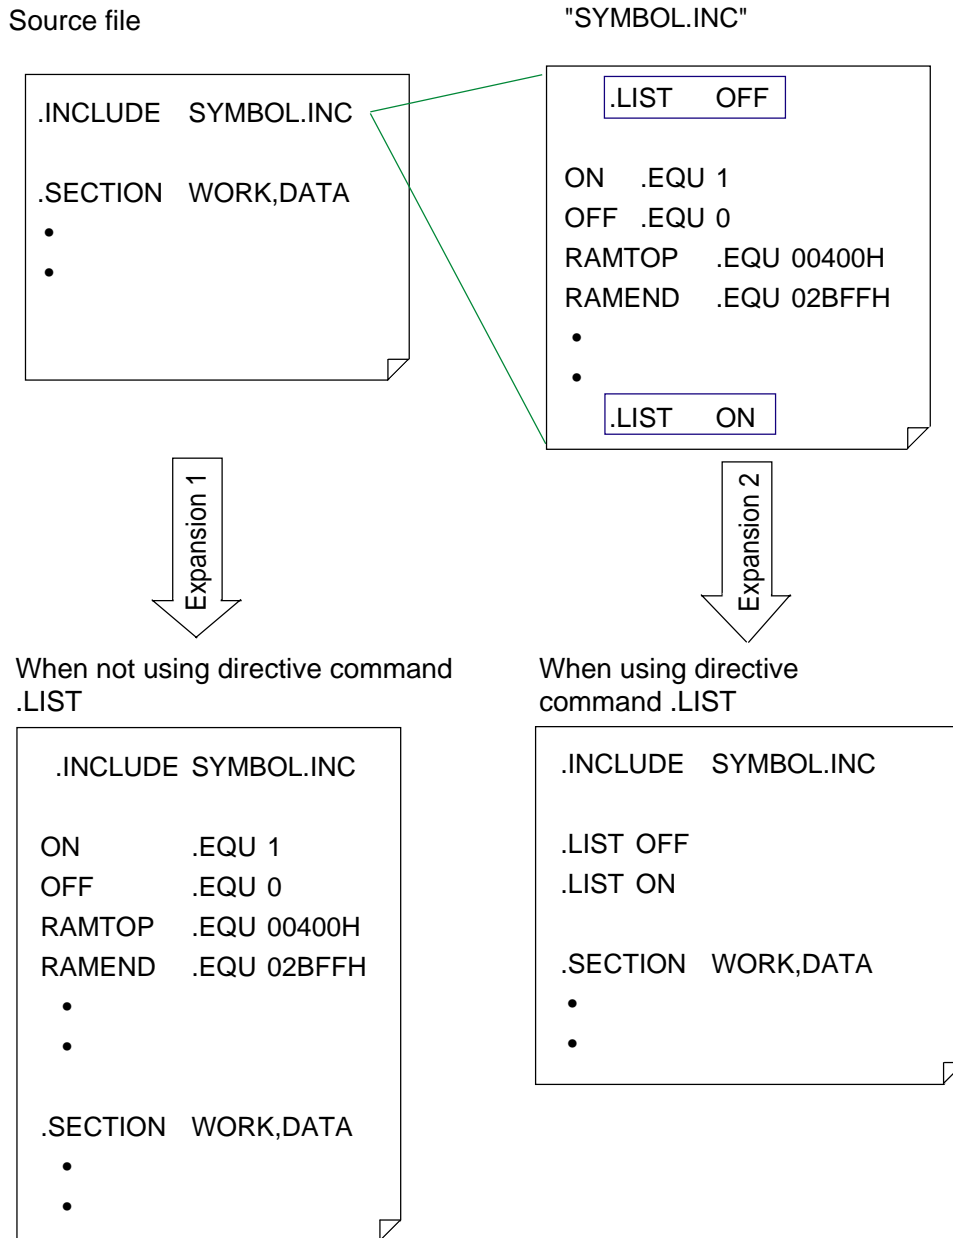 Source file
.INCLUDE SYMBOL.INC
.SECTION WORK,DATA
•
•
"SYMBOL.INC"
.LIST OFF
ON .EQU 1
OFF .EQU 0
RAMTOP .EQU 00400H
RAMEND .EQU 02BFFH
•
•
.LIST ON
Expansion 1
Expansion 2
When not using directive command
.LIST
.INCLUDE SYMBOL.INC
ON .EQU 1
OFF .EQU 0
RAMTOP .EQU 00400H
RAMEND .EQU 02BFFH
•
•
.SECTION WORK,DATA
•
•
When using directive
command .LIST
.INCLUDE SYMBOL.INC
.LIST OFF
.LIST ON
.SECTION WORK,DATA
•
•